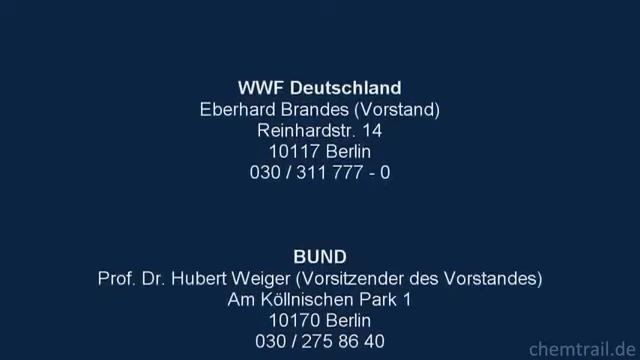 WWF Deutschland
Eberhard Brandes (Vorstand)
Reinhardstr. 14
10117 Berlin
030 / 311 777 - 0
BUND
Prof. Dr. Hubert Weiger (Vorsitzender des Vorstandes)
Am Köllnischen Park 1
10170 Berlin
030 / 275 86 40
chemtrail.de